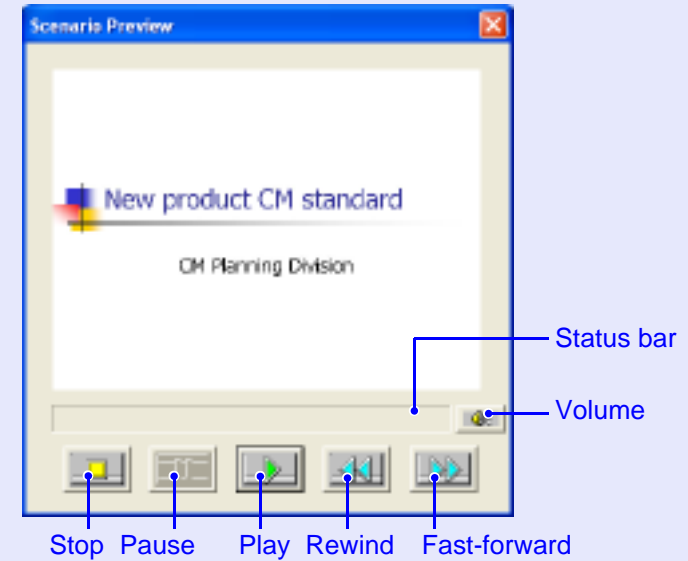 Scenario Preview
New product CM standard
CM Planning Division
Status bar
Volume
Stop Pause Play Rewind Fast-forward